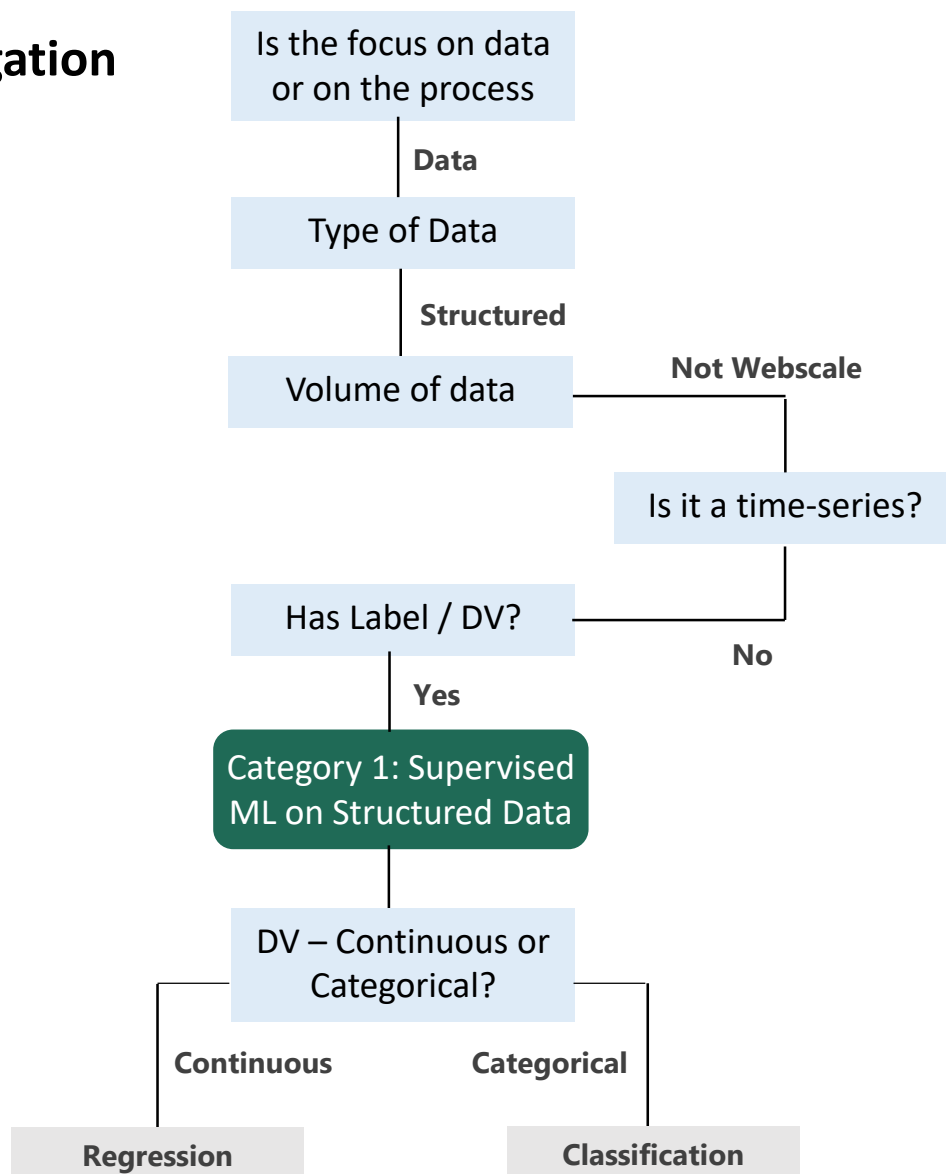 gation
Is the focus on data
or on the process
Data
Type of Data
Structured
Volume of data
Not Webscale
Is it a time-series?
No
Has Label / DV?
Yes
Category 1: Supervised
ML on Structured Data
DV – Continuous or
Categorical?
Continuous
Categorical
Regression
Classification